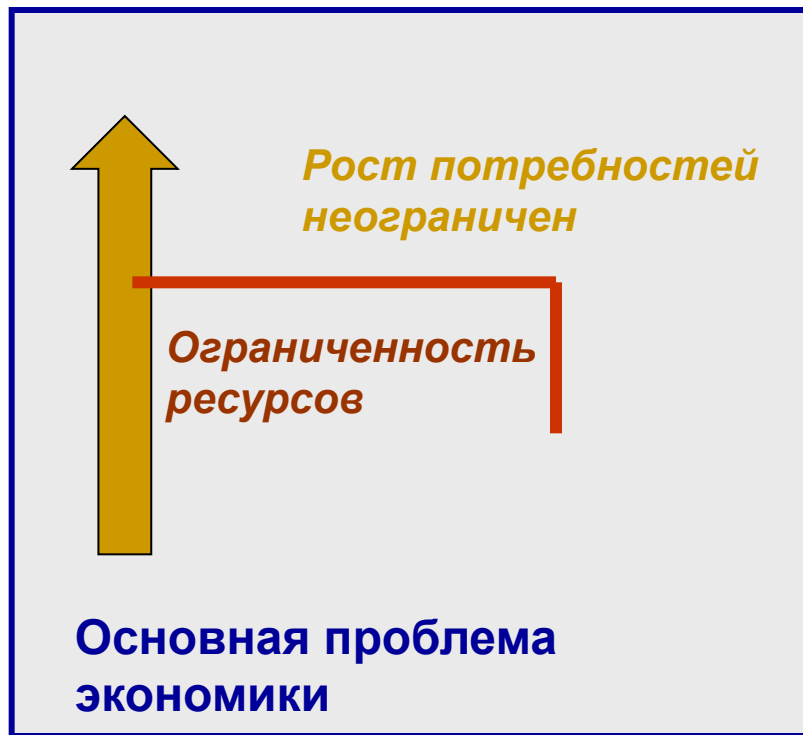 Рост потребностей
неограничен
Ограниченность
ресурсов
Основная проблема
экономики